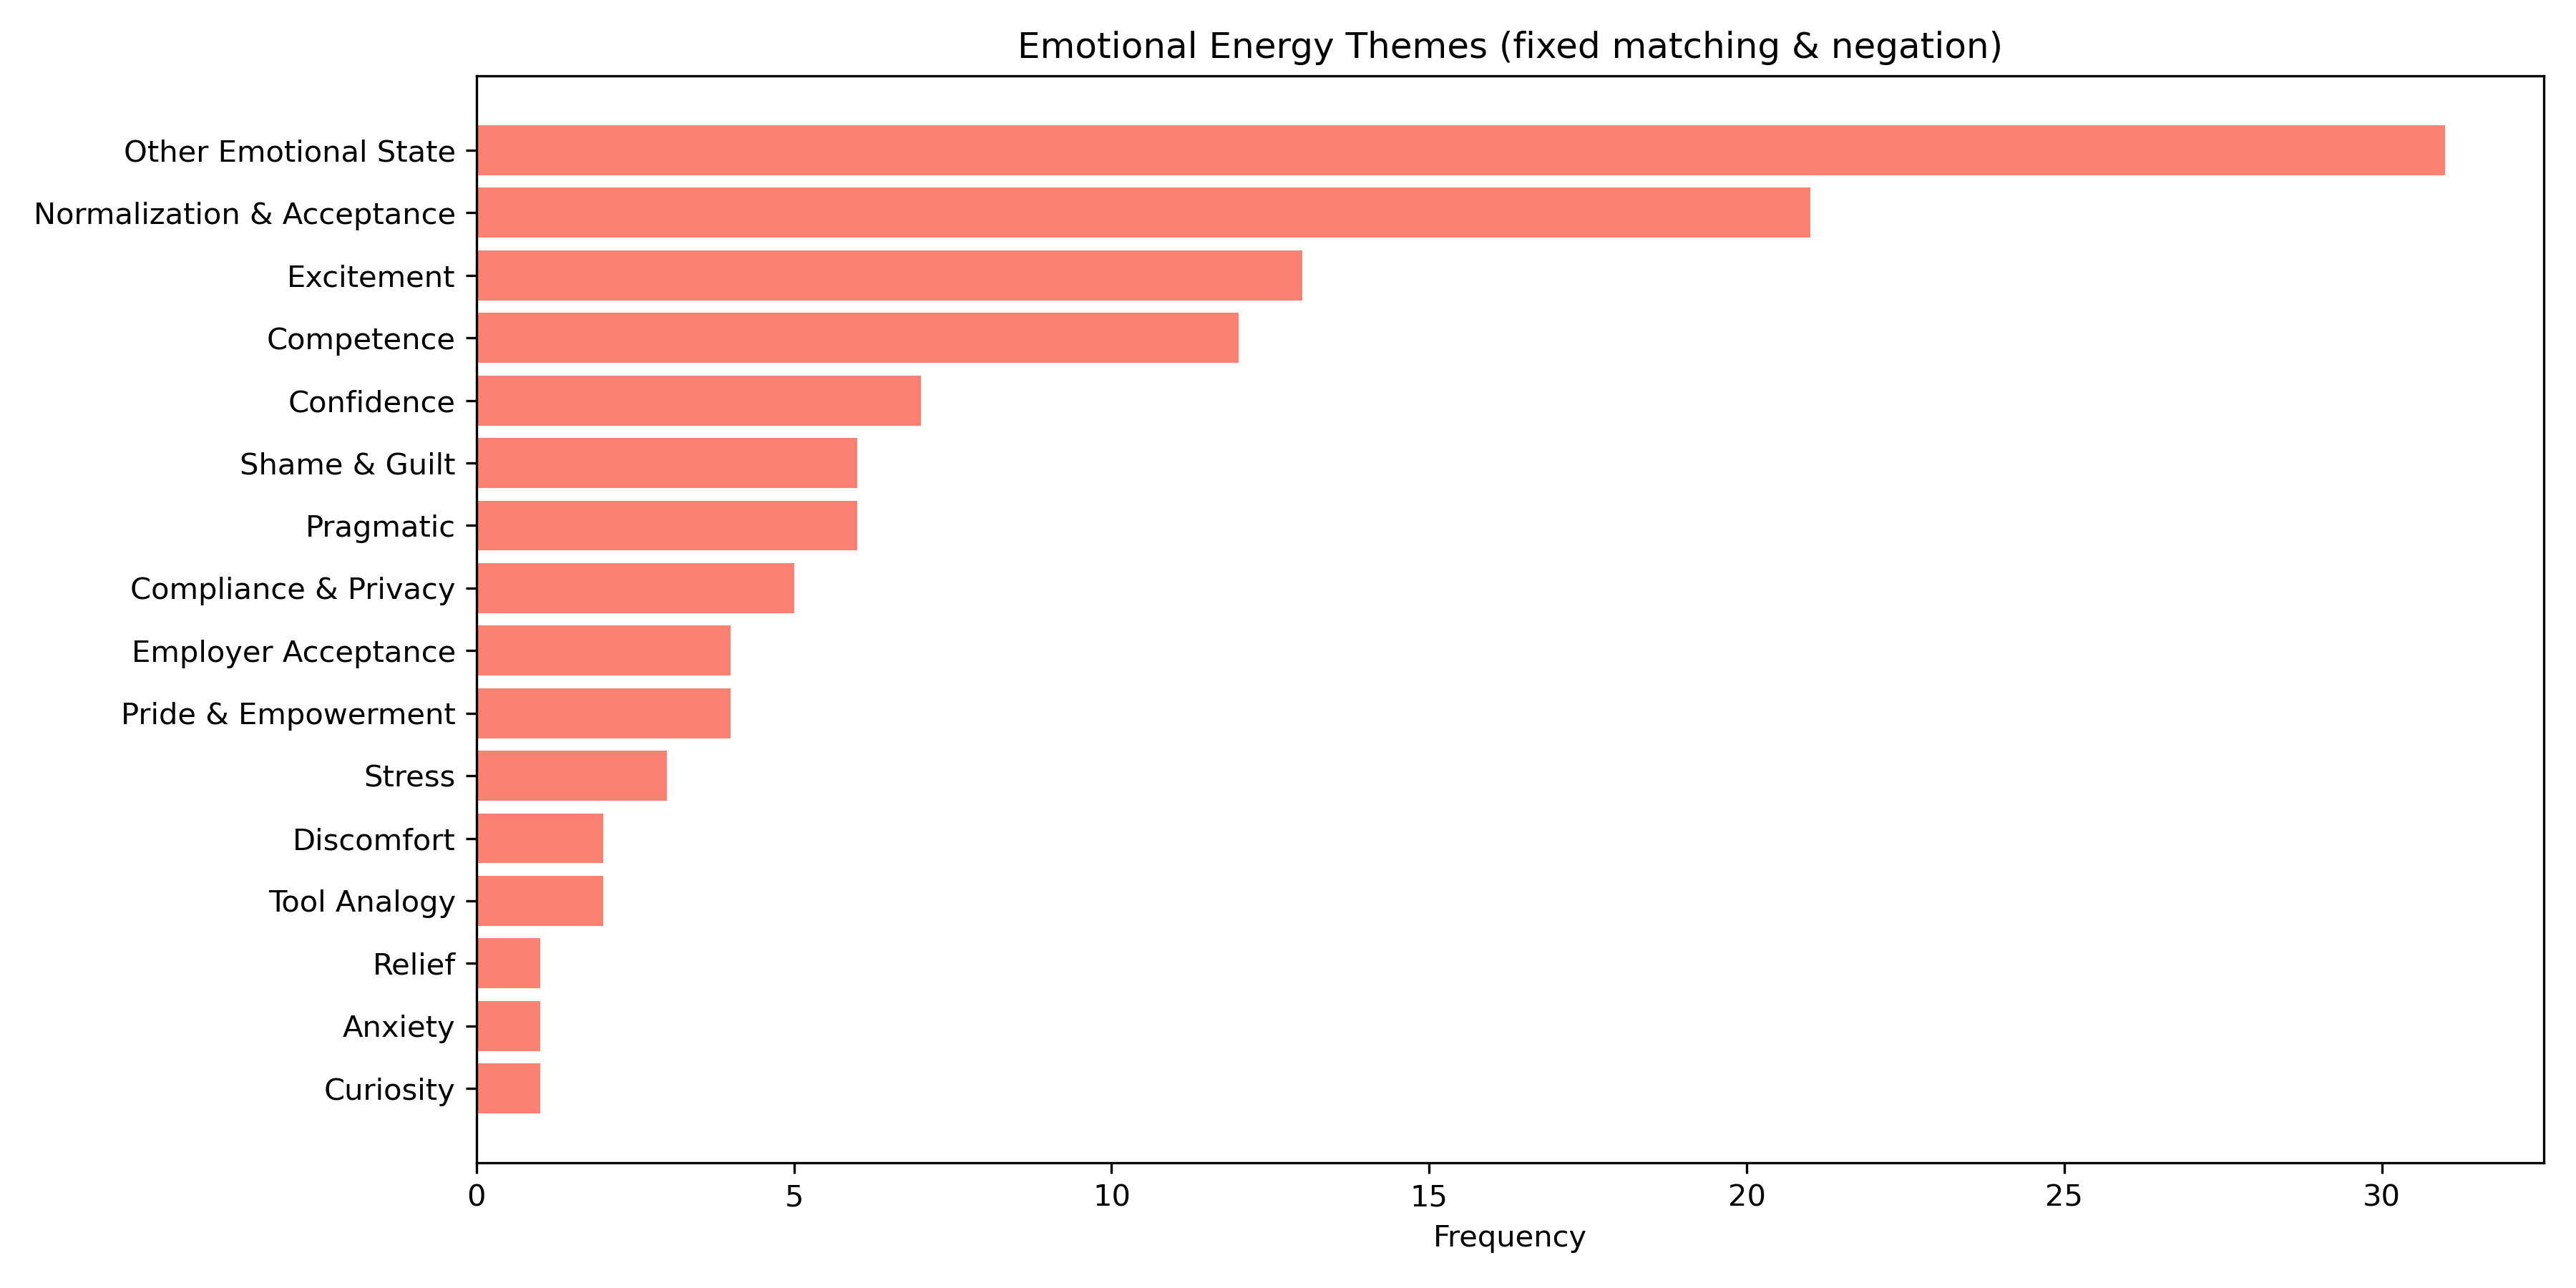 Emotional Energy Themes (fixed matching & negation)
Other Emotional State
Normalization & Acceptance
Excitement
Competence
Confidence
Shame & Guilt
Pragmatic
Compliance & Privacy
Employer Acceptance
Pride & Empowerment
Stress
Discomfort
Tool Analogy
Relief
Anxiety
Curiosity
0 5 10 15 20 25 30
Frequency